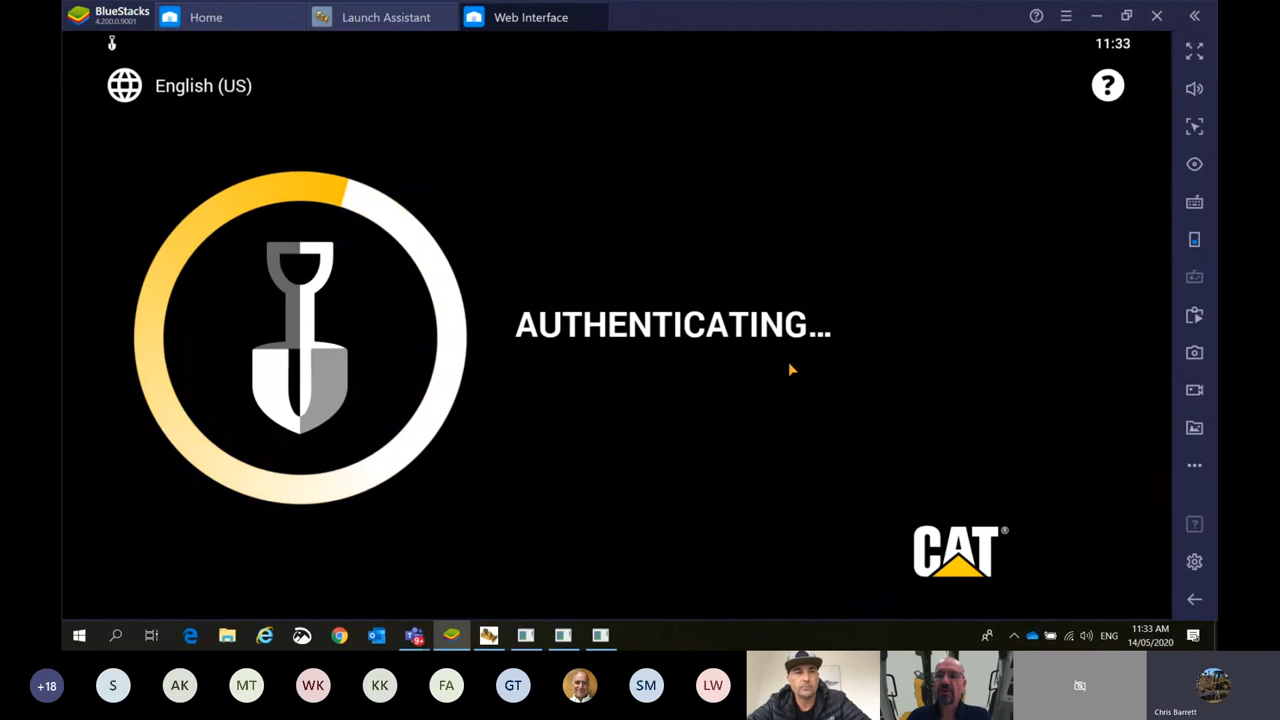 BlueStacks
4.200.0.9001
Home
Launch Assistant
Web Interface
11:33
English (US)
?
AUTHENTICATING...
CAT®
9+
ENG
11:33 AM
14/05/2020
+18
S
AK
MT
WK
KK
FA
GT
SM
LW
Chris Barrett